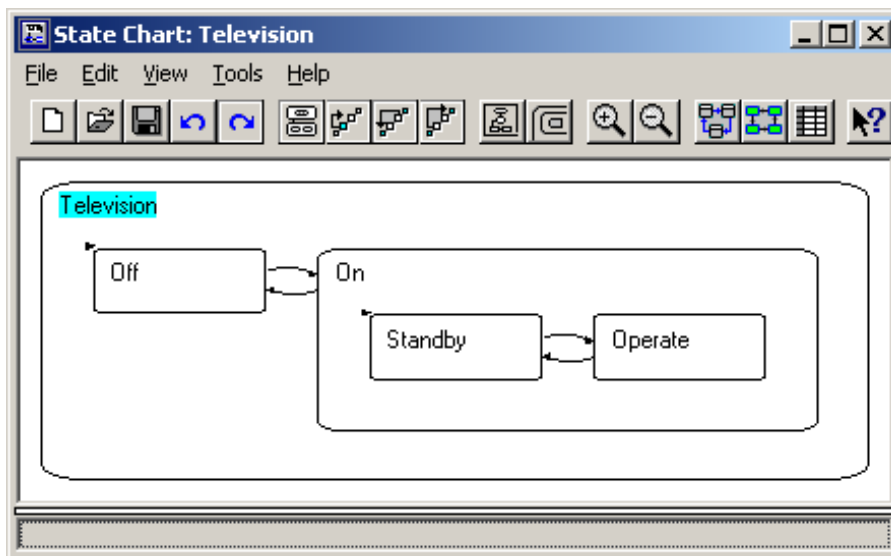 State Chart: Television
File Edit View Tools Help
?
Television
Off
On
Standby
Operate